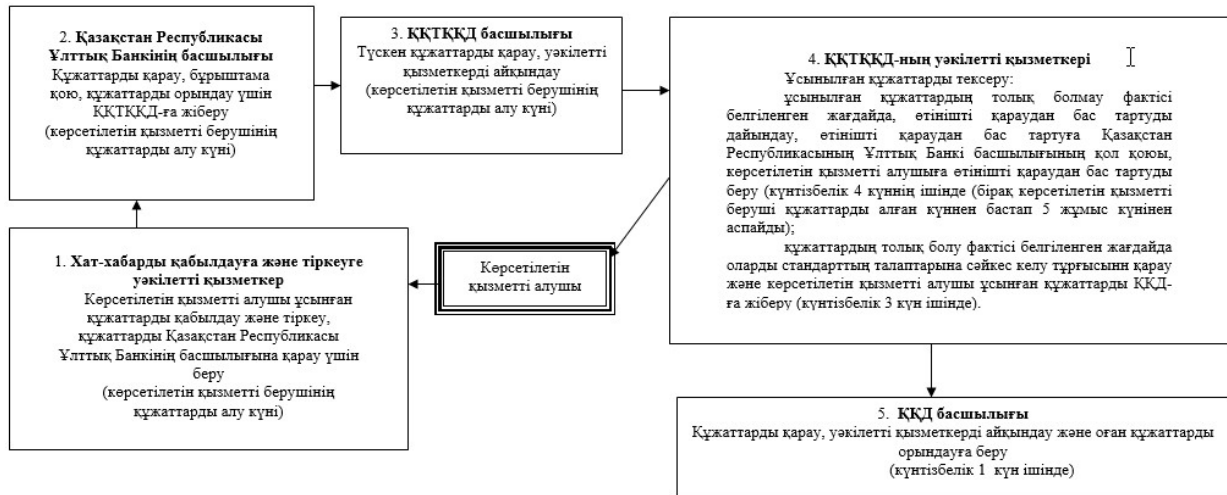 2. Қазақстан Республикасы
Ұлттық Банкінің басшылығы
Құжаттарды қарау, бұрыштама
қою, құжаттарды орындау үшін
ҚҚТҚҚД-ға жіберу
(көрсетілетін қызметті берушінің
құжаттарды алу күні)
3. ҚҚТҚҚД басшылығы
Түскен құжаттарды қарау, уәкілетті
қызметкерді айқындау
(көрсетілетін қызметті берушінің
құжаттарды алу күні)
4. ҚҚТҚҚД-ның уәкілетті қызметкері
Ұсынылған құжаттарды тексеру:
ұсынылған құжаттардың толық болмау фактісі
белгіленген жағдайда, өтінішті қараудан бас тартуды
дайындау, өтінішті қараудан бас тартуға Қазақстан
Республикасының Ұлттық Банкі басшылығының қол қоюы,
көрсетілетін қызметті алушыға өтінішті қараудан бас тартуды
беру (күнтізбелік 4 күннің ішінде (бірақ көрсетілетін қызметті
беруші құжаттарды алған күннен бастап 5 жұмыс күнінен
аспайды);
құжаттардың толық болу фактісі белгіленген жағдайда
оларды стандарттың талаптарына сәйкес келу тұрғысынн қарау
және көрсетілетін қызметті алушы ұсынған құжаттарды ҚҚД-
ға жіберу (күнтізбелік 3 күн ішінде).
1. Хат-хабарды қабылдауға және тіркеуге
уәкілетті қызметкер
Көрсетілетін қызметті алушы ұсынған
құжаттарды қабылдау және тіркеу,
құжаттарды Қазақстан Республикасы
Ұлттық Банкінің басшылығына қарау үшін
беру
(көрсетілетін қызметті берушінің
құжаттарды алу күні)
Көрсетілетін
қызметті алушы
5. ҚҚД басшылығы
Құжаттарды қарау, уәкілетті қызметкерді айқындау және оған құжаттарды
орындауға беру
(күнтізбелік 1 күн ішінде)